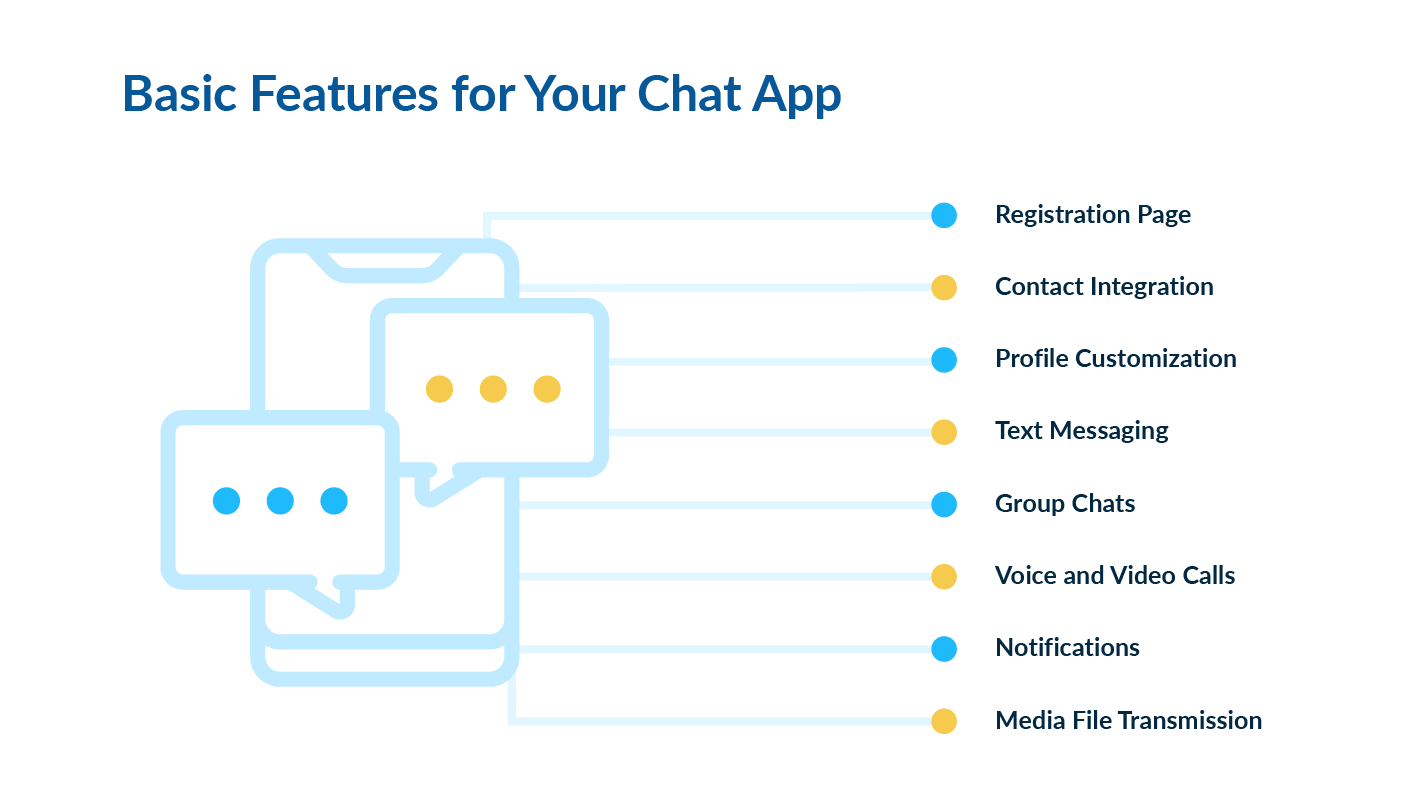 Basic Features for Your Chat App
Registration Page
Contact Integration
Profile Customization
Text Messaging
Group Chats
Voice and Video Calls
Notifications
Media File Transmission